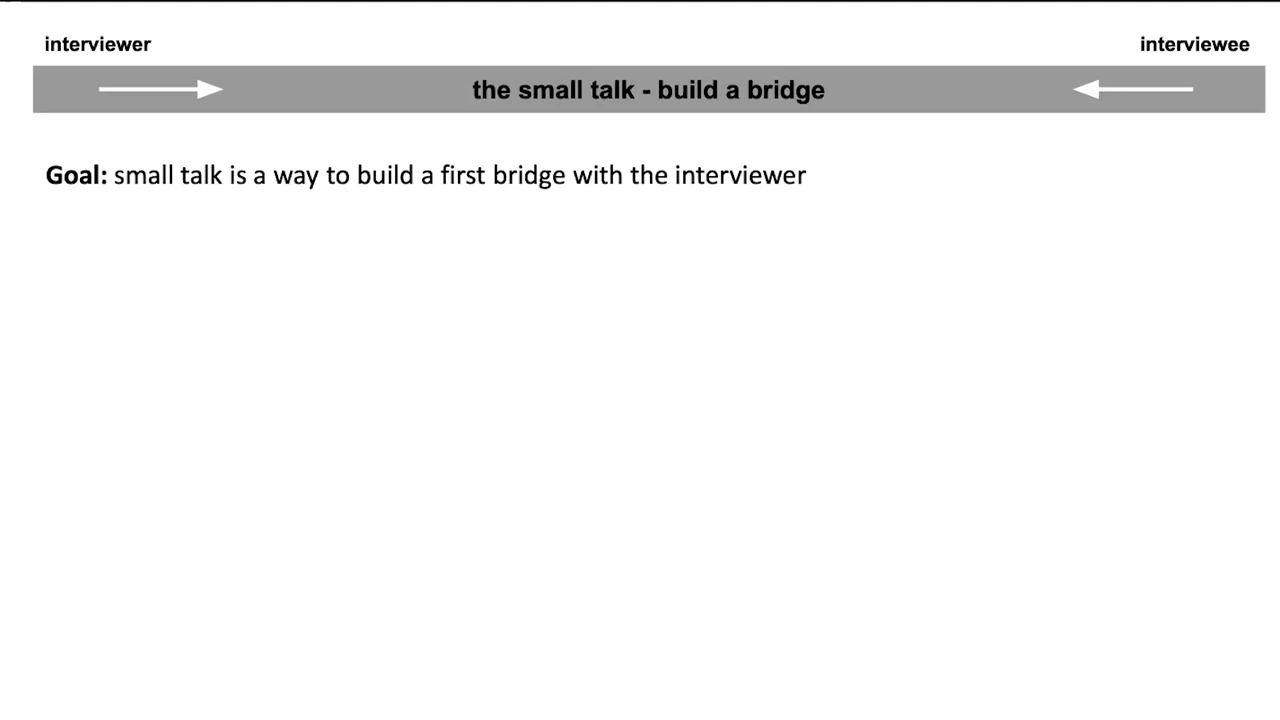 interviewer
interviewee
the small talk - build a bridge
Goal: small talk is a way to build a first bridge with the interviewer